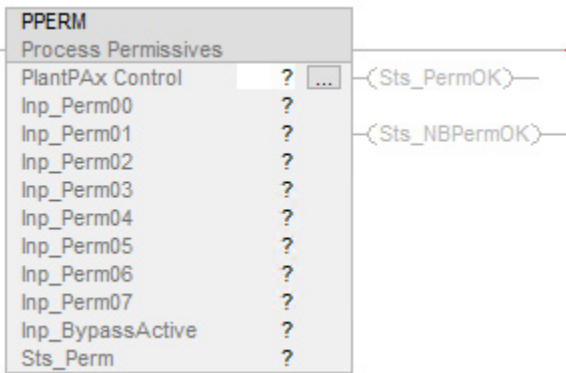 PPERM
Process Permissives
PlantPAx Control ? ... (Sts_PermOK)
Inp_Perm00 ?
Inp_Perm01 ? (Sts_NBPermOK)
Inp_Perm02 ?
Inp_Perm03 ?
Inp_Perm04 ?
Inp_Perm05 ?
Inp_Perm06 ?
Inp_Perm07 ?
Inp_BypassActive ?
Sts_Perm ?